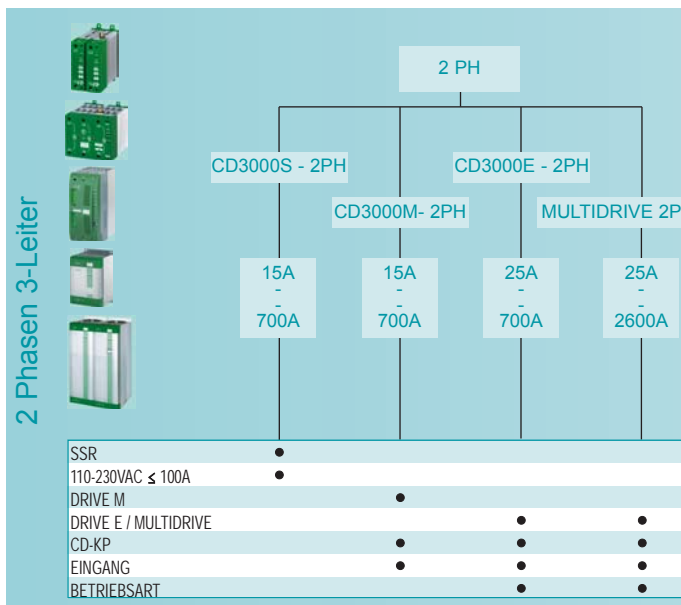 2 Phasen 3-Leiter
2 PH
CD3000S - 2PH
CD3000E - 2PH
CD3000M- 2PH
MULTIDRIVE 2P
15A
-
-
700A
15A
-
-
700A
25A
-
-
700A
25A
-
-
2600A
SSR
110-230VAC ≤ 100A
DRIVE M
DRIVE E / MULTIDRIVE
CD-KP
EINGANG
BETRIEBSART